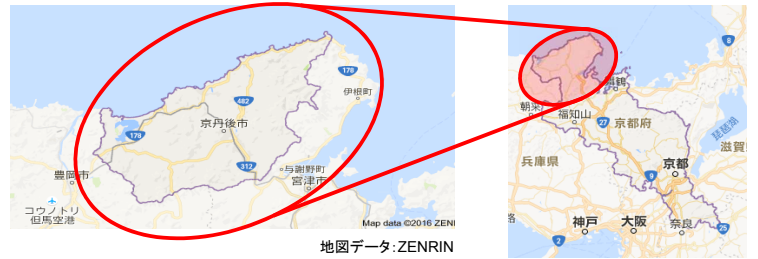 178
伊根町
482
京丹後市
178
312
与謝野町
宮津市
豊岡市
コウノトリ
但馬空港
Map data ©2016 ZENI
地図データ：ZENRIN
8
舞鶴
朝来
福知山
27
京都府
琵琶湖
滋賀
兵庫県
9
京都
神戸
大阪
奈良
25
2